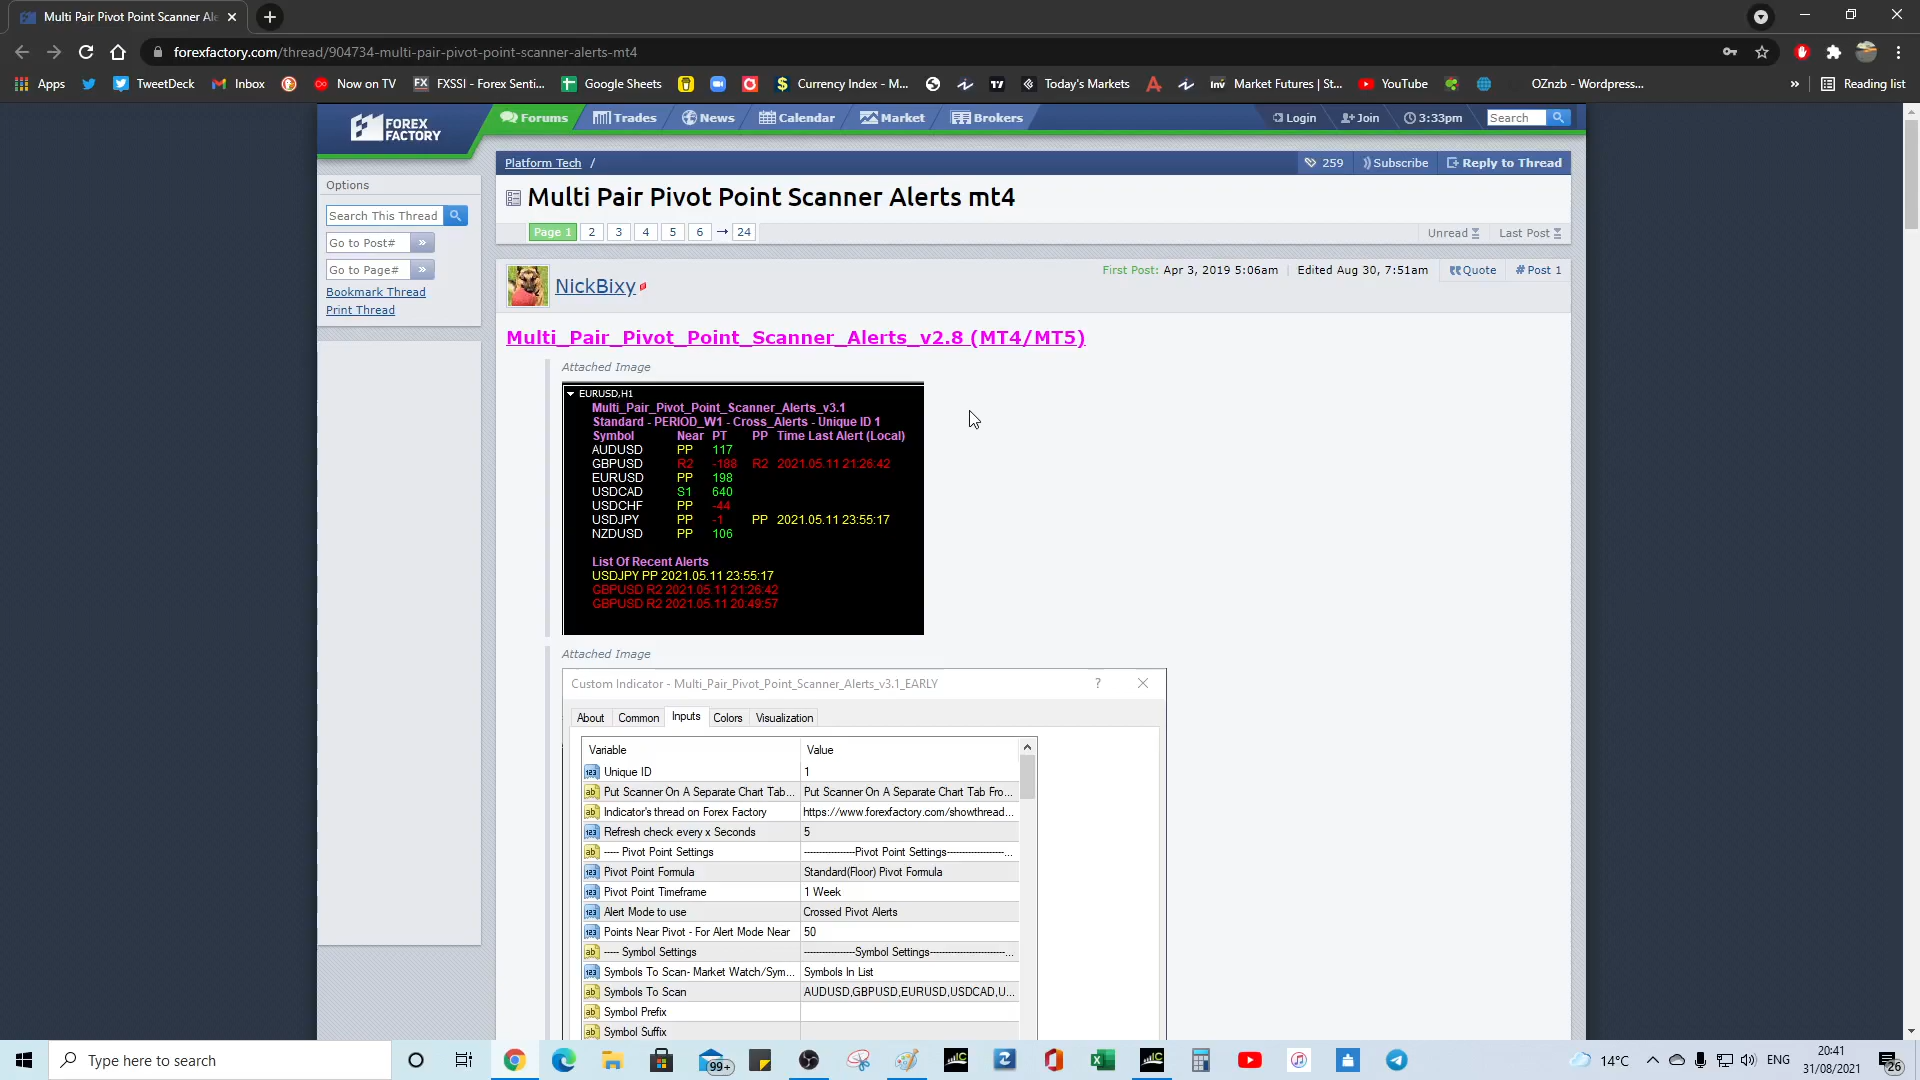 Multi Pair Pivot Point Scanner Ale
forexfactory.com/thread/904734-multi-pair-pivot-point-scanner-alerts-mt4
Apps
TweetDeck
Inbox
Now on TV
FXSSI - Forex Senti...
Google Sheets
Currency Index - M...
Today's Markets
Market Futures | St...
YouTube
OZnzb - Wordpress...
»
Reading list
FOREX
FACTORY
Forums
Trades
News
Calendar
Market
Brokers
Login
Join
3:33pm
Search
Options
Search This Thread
Go to Post#
»
Go to Page#
»
Bookmark Thread
Print Thread
Platform Tech /
259
Subscribe
Reply to Thread
Multi Pair Pivot Point Scanner Alerts mt4
Page 1 2 3 4 5 6 → 24
Unread
Last Post
NickBixy
First Post: Apr 3, 2019 5:06am | Edited Aug 30, 7:51am
Quote
# Post 1
Multi_Pair_Pivot_Point_Scanner_Alerts_v2.8 (MT4/MT5)
Attached Image
EURUSD,H1
Multi_Pair_Pivot_Point_Scanner_Alerts_v3.1
Standard - PERIOD_W1 - Cross_Alerts - Unique ID 1
Symbol Near PT PP Time Last Alert (Local)
AUDUSD PP 117
GBPUSD R2 -188 R2 2021.05.11 21:26:42
EURUSD PP 198
USDCAD S1 640
USDCHF PP -44
USDJPY PP -1 PP 2021.05.11 23:55:17
NZDUSD PP 106
List Of Recent Alerts
USDJPY PP 2021.05.11 23:55:17
GBPUSD R2 2021.05.11 21:26:42
GBPUSD R2 2021.05.11 20:49:57
Attached Image
Custom Indicator - Multi_Pair_Pivot_Point_Scanner_Alerts_v3.1_EARLY
?
About Common Inputs Colors Visualization
Variable Value
Unique ID 1
Put Scanner On A Separate Chart Tab... Put Scanner On A Separate Chart Tab Fro...
Indicator's thread on Forex Factory https://www.forexfactory.com/showthread...
Refresh check every x Seconds 5
----- Pivot Point Settings -----------------Pivot Point Settings-------------------...
Pivot Point Formula Standard(Floor) Pivot Formula
Pivot Point Timeframe 1 Week
Alert Mode to use Crossed Pivot Alerts
Points Near Pivot - For Alert Mode Near 50
----- Symbol Settings -----------------Symbol Settings-------------------------...
Symbols To Scan- Market Watch/Sym... Symbols In List
Symbols To Scan AUDUSD,GBPUSD,EURUSD,USDCAD,U...
Symbol Prefix
Symbol Suffix
Type here to search
99+
14°C
ENG
20:41
31/08/2021
26